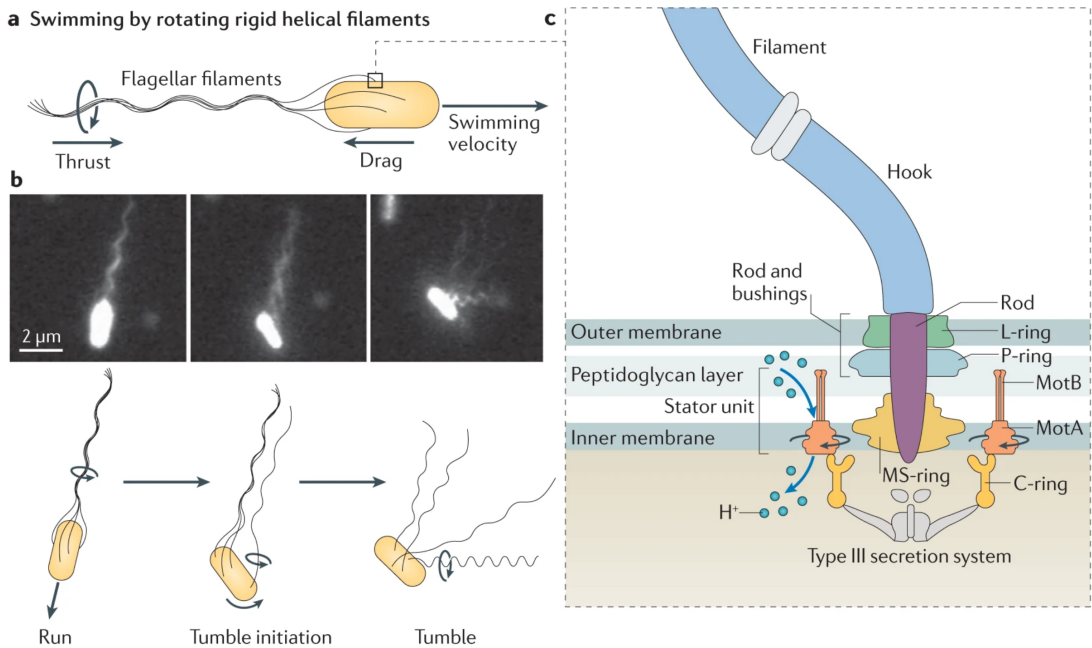 a Swimming by rotating rigid helical filaments
Flagellar filaments
Thrust
Drag
Swimming
velocity
b
2 µm
Run
Tumble initiation
Tumble
c
Filament
Hook
Rod and
bushings
Rod
Outer membrane
L-ring
P-ring
Peptidoglycan layer
MotB
Stator unit
MotA
Inner membrane
MS-ring
C-ring
H⁺
Type III secretion system